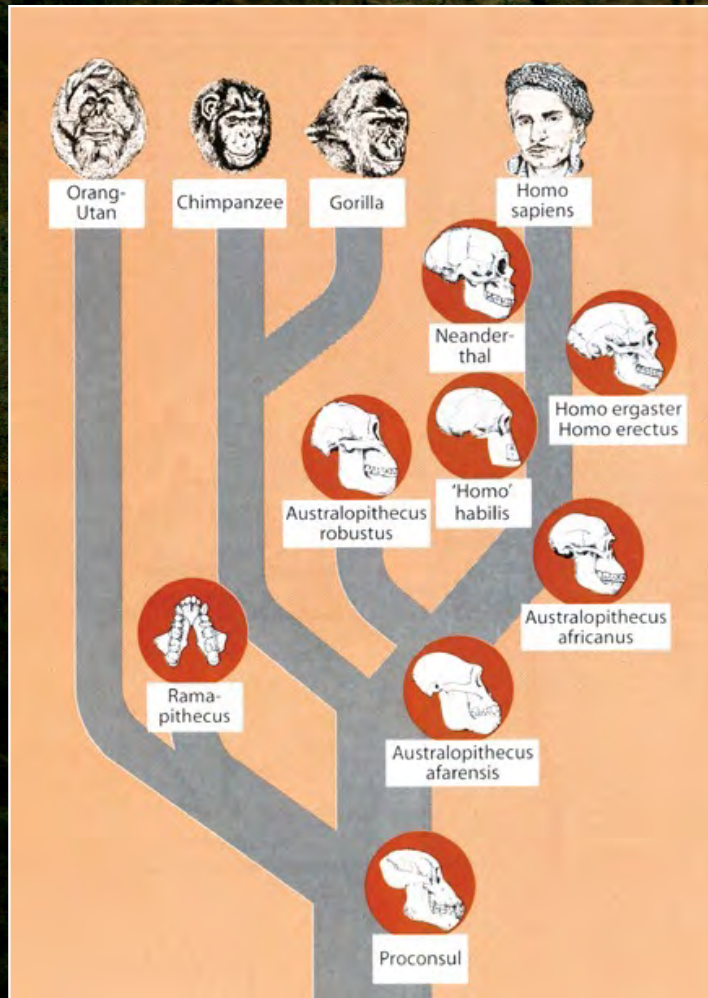 Orang-
Utan
Chimpanzee
Gorilla
Homo
sapiens
Neander-
thal
Homo ergaster
Homo erectus
'Homo'
habilis
Australopithecus
robustus
Australopithecus
africanus
Rama-
pithecus
Australopithecus
afarensis
Proconsul